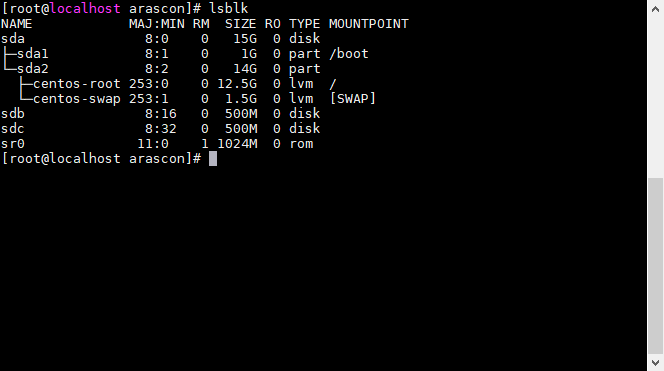 [root@localhost arascon]# lsblk
NAME            MAJ:MIN RM  SIZE RO TYPE MOUNTPOINT
sda               8:0    0   15G  0 disk
├─sda1            8:1    0    1G  0 part /boot
└─sda2            8:2    0   14G  0 part
  ├─centos-root 253:0    0 12.5G  0 lvm  /
  └─centos-swap 253:1    0  1.5G  0 lvm  [SWAP]
sdb               8:16   0  500M  0 disk
sdc               8:32   0  500M  0 disk
sr0              11:0    1 1024M  0 rom
[root@localhost arascon]#